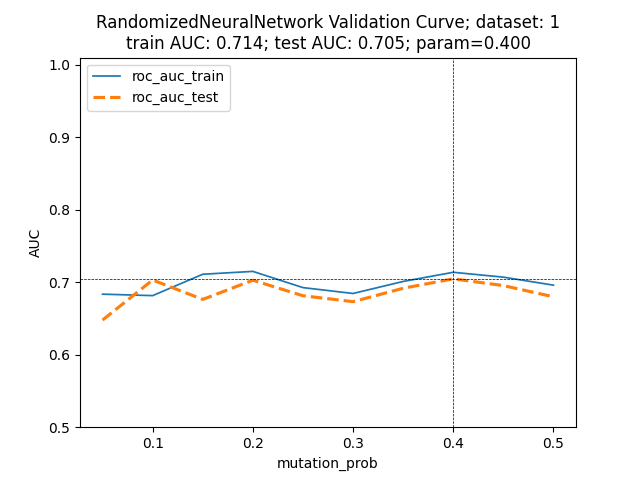 RandomizedNeuralNetwork Validation Curve; dataset: 1
train AUC: 0.714; test AUC: 0.705; param=0.400
roc_auc_train
roc_auc_test
1.0
0.9
0.8
0.7
0.6
0.5
AUC
0.1 0.2 0.3 0.4 0.5
mutation_prob